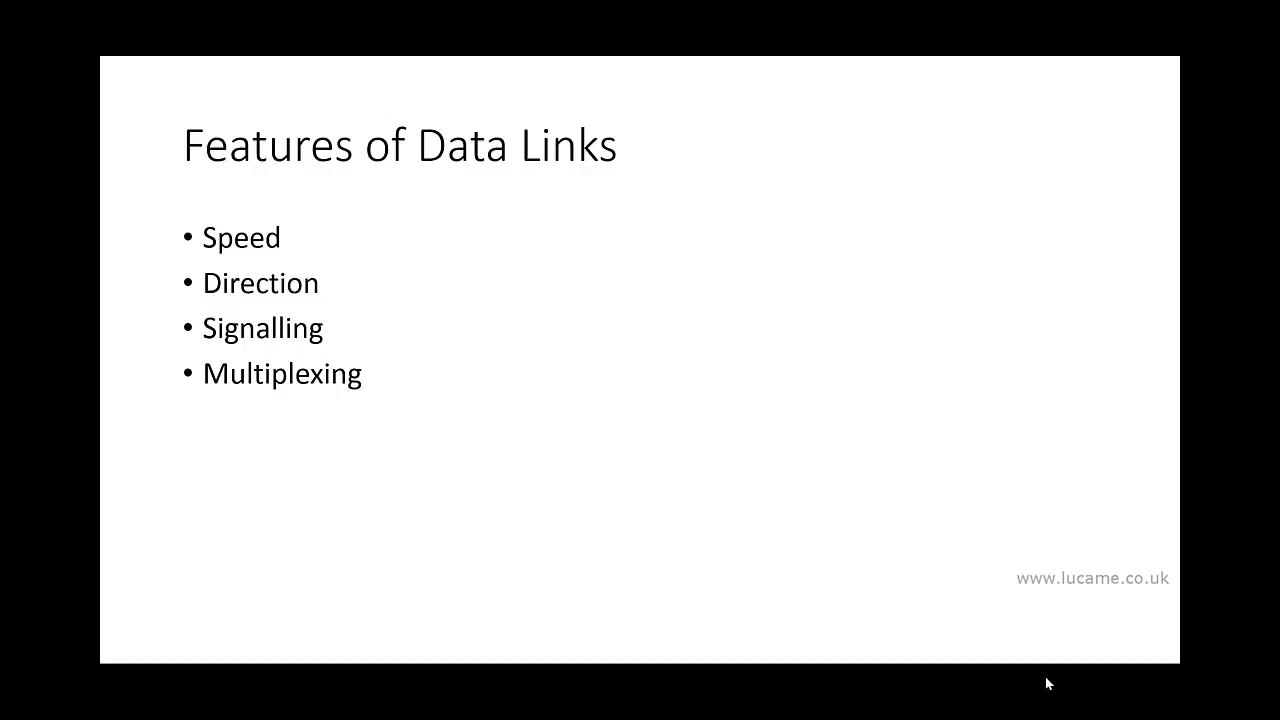 Features of Data Links
• Speed
• Direction
• Signalling
• Multiplexing
www.lucame.co.uk